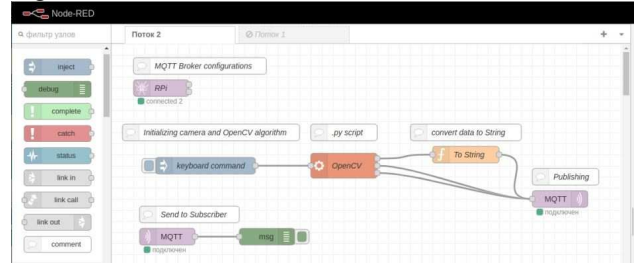 Node-RED
фильтр узлов
Поток 2
Поток 1
inject
debug
complete
catch
status
link in
link call
link out
comment
MQTT Broker configurations
RPi
connected 2
Initializing camera and OpenCV algorithm
.py script
convert data to String
keyboard command
OpenCV
To String
Publishing
MQTT
подключен
Send to Subscriber
MQTT
msg
подключен